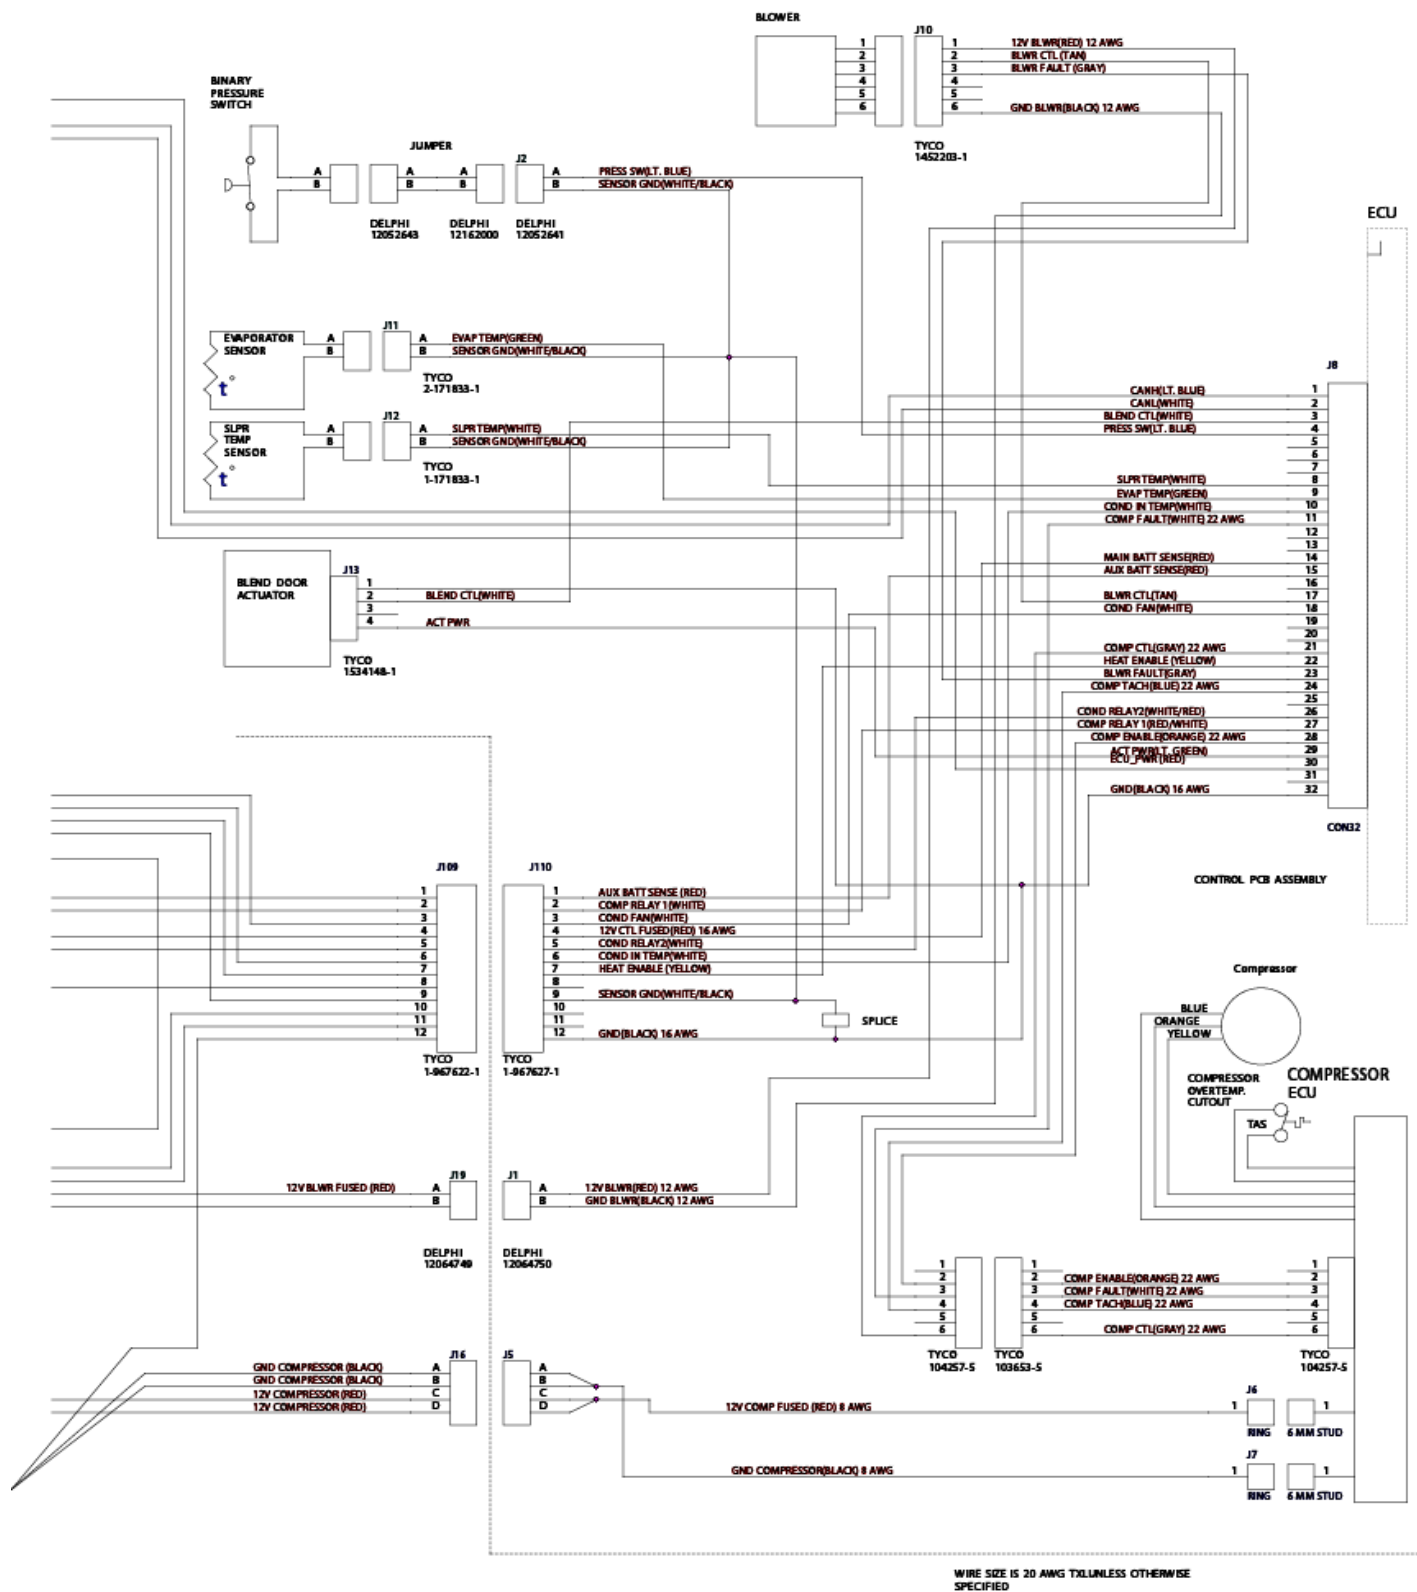 BLOWER
J10
1
2
3
4
5
6
1
2
3
4
5
6
12V BLWR(RED) 12 AWG
BLWR CTL (TAN)
BLWR FAULT (GRAY)
GND BLWR(BLACK) 12 AWG
TYCO
1452203-1
BINARY
PRESSURE
SWITCH
JUMPER
A
B
A
B
A
B
J2
A
B
PRESS SW(LT. BLUE)
SENSOR GND(WHITE/BLACK)
DELPHI
12052643
DELPHI
12162000
DELPHI
12052641
ECU
EVAPORATOR
SENSOR
t°
A
B
J11
A
B
EVAP TEMP(GREEN)
SENSOR GND(WHITE/BLACK)
TYCO
2-171833-1
SLPR
TEMP
SENSOR
t°
A
B
J12
A
B
SLPR TEMP(WHITE)
SENSOR GND(WHITE/BLACK)
TYCO
1-171833-1
J8
CANH(LT. BLUE) 1
CANL(WHITE) 2
BLEND CTL(WHITE) 3
PRESS SW(LT. BLUE) 4
5
6
7
SLPR TEMP(WHITE) 8
EVAP TEMP(GREEN) 9
COND IN TEMP(WHITE) 10
COMP FAULT(WHITE) 22 AWG 11
12
13
MAIN BATT SENSE(RED) 14
AUX BATT SENSE(RED) 15
16
BLWR CTL(TAN) 17
COND FAN(WHITE) 18
19
20
COMP CTL(GRAY) 22 AWG 21
HEAT ENABLE (YELLOW) 22
BLWR FAULT(GRAY) 23
COMP TACH(BLUE) 22 AWG 24
25
COND RELAY2(WHITE/RED) 26
COMP RELAY 1(RED/WHITE) 27
COMP ENABLE(ORANGE) 22 AWG 28
ACT PWR(LT. GREEN) 29
ECU_PWR (RED) 30
31
GND(BLACK) 16 AWG 32
CON32
CONTROL PCB ASSEMBLY
BLEND DOOR
ACTUATOR
J13
1
2 BLEND CTL(WHITE)
3
4 ACT PWR
TYCO
1534148-1
J109
1
2
3
4
5
6
7
8
9
10
11
12
TYCO
1-967622-1
J110
1 AUX BATT SENSE (RED)
2 COMP RELAY 1(WHITE)
3 COND FAN(WHITE)
4 12V CTL FUSED(RED) 16 AWG
5 COND RELAY2(WHITE)
6 COND IN TEMP(WHITE)
7 HEAT ENABLE (YELLOW)
8
9 SENSOR GND(WHITE/BLACK)
10
11
12 GND(BLACK) 16 AWG
TYCO
1-967627-1
SPLICE
Compressor
BLUE
ORANGE
YELLOW
COMPRESSOR
OVERTEMP.
CUTOUT
TAS
COMPRESSOR
ECU
J19
12V BLWR FUSED (RED) A
B
DELPHI
12064749
J1
A 12V BLWR(RED) 12 AWG
B GND BLWR(BLACK) 12 AWG
DELPHI
12064750
1
2
3
4
5
6
TYCO
104257-5
1
2 COMP ENABLE(ORANGE) 22 AWG
3 COMP FAULT(WHITE) 22 AWG
4 COMP TACH(BLUE) 22 AWG
5
6 COMP CTL(GRAY) 22 AWG
TYCO
103653-5
1
2
3
4
5
6
TYCO
104257-5
J16
GND COMPRESSOR (BLACK) A
GND COMPRESSOR (BLACK) B
12V COMPRESSOR (RED) C
12V COMPRESSOR (RED) D
J5
A
B
C
D
12V COMP FUSED (RED) 8 AWG
J6
1
1
RING
6 MM STUD
GND COMPRESSOR(BLACK) 8 AWG
J7
1
1
RING
6 MM STUD
WIRE SIZE IS 20 AWG TXLUNLESS OTHERWISE
SPECIFIED